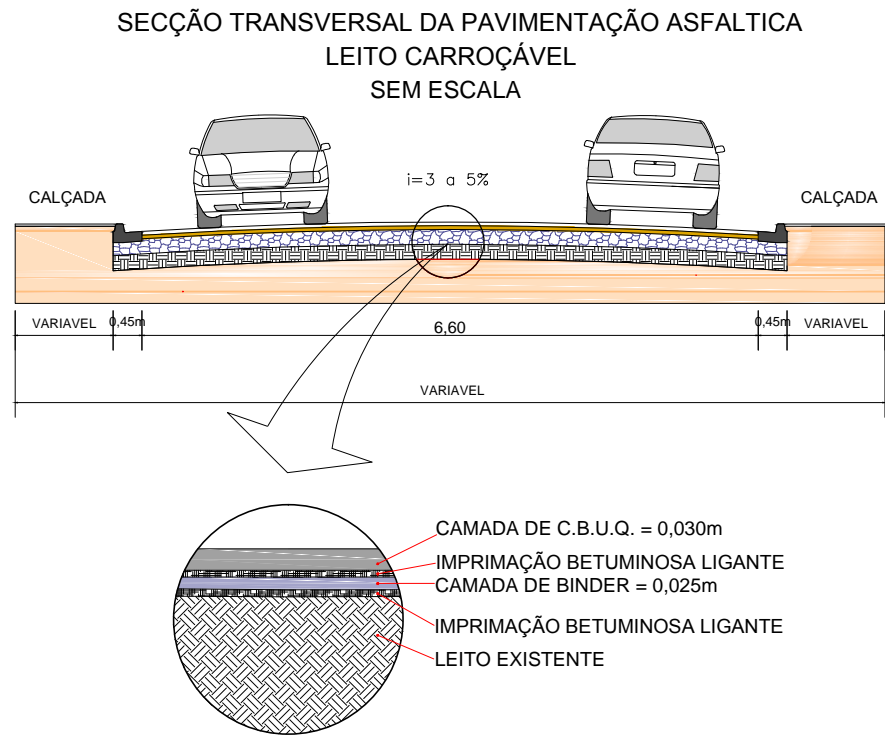 SECÇÃO TRANSVERSAL DA PAVIMENTAÇÃO ASFALTICA
LEITO CARROÇÁVEL
SEM ESCALA
i=3 a 5%
CALÇADA
CALÇADA
VARIAVEL
0,45m
6,60
0,45m
VARIAVEL
VARIAVEL
CAMADA DE C.B.U.Q. = 0,030m
IMPRIMAÇÃO BETUMINOSA LIGANTE
CAMADA DE BINDER = 0,025m
IMPRIMAÇÃO BETUMINOSA LIGANTE
LEITO EXISTENTE